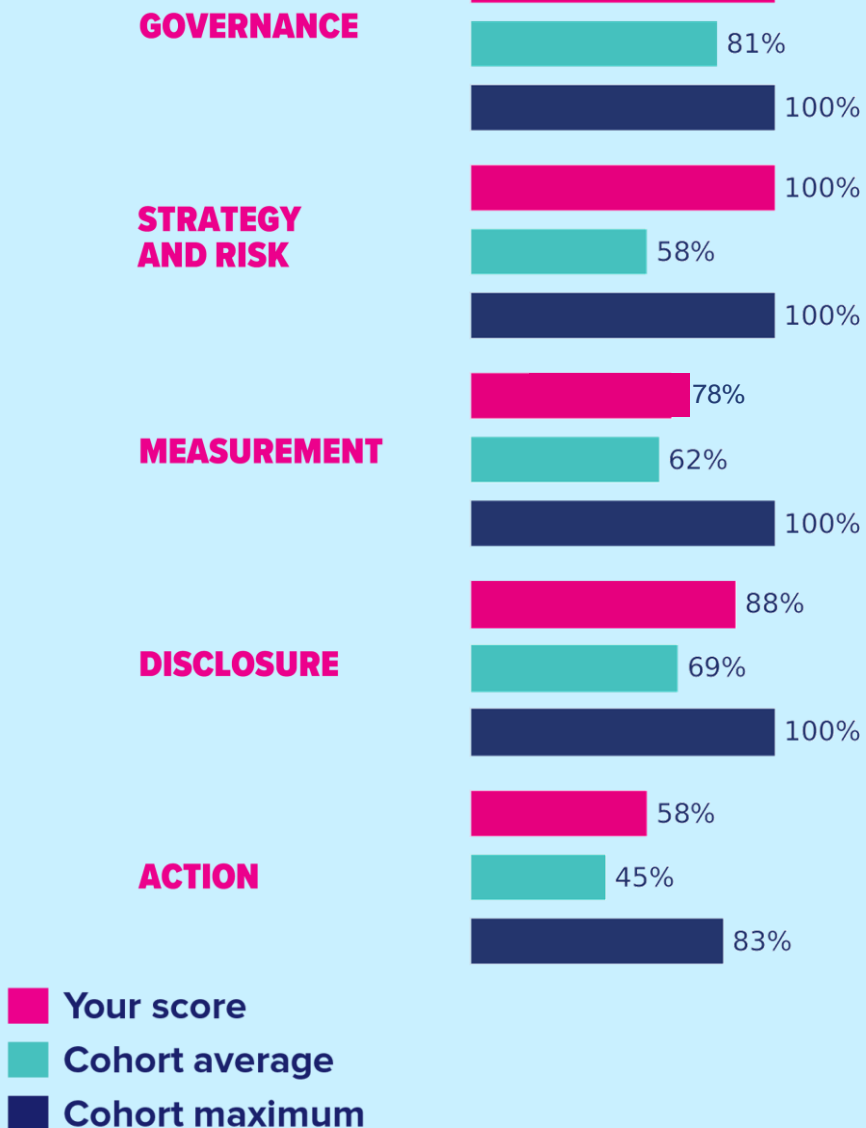 GOVERNANCE
81%
100%
STRATEGY
AND RISK
100%
58%
100%
MEASUREMENT
78%
62%
100%
DISCLOSURE
88%
69%
100%
ACTION
58%
45%
83%
Your score
Cohort average
Cohort maximum